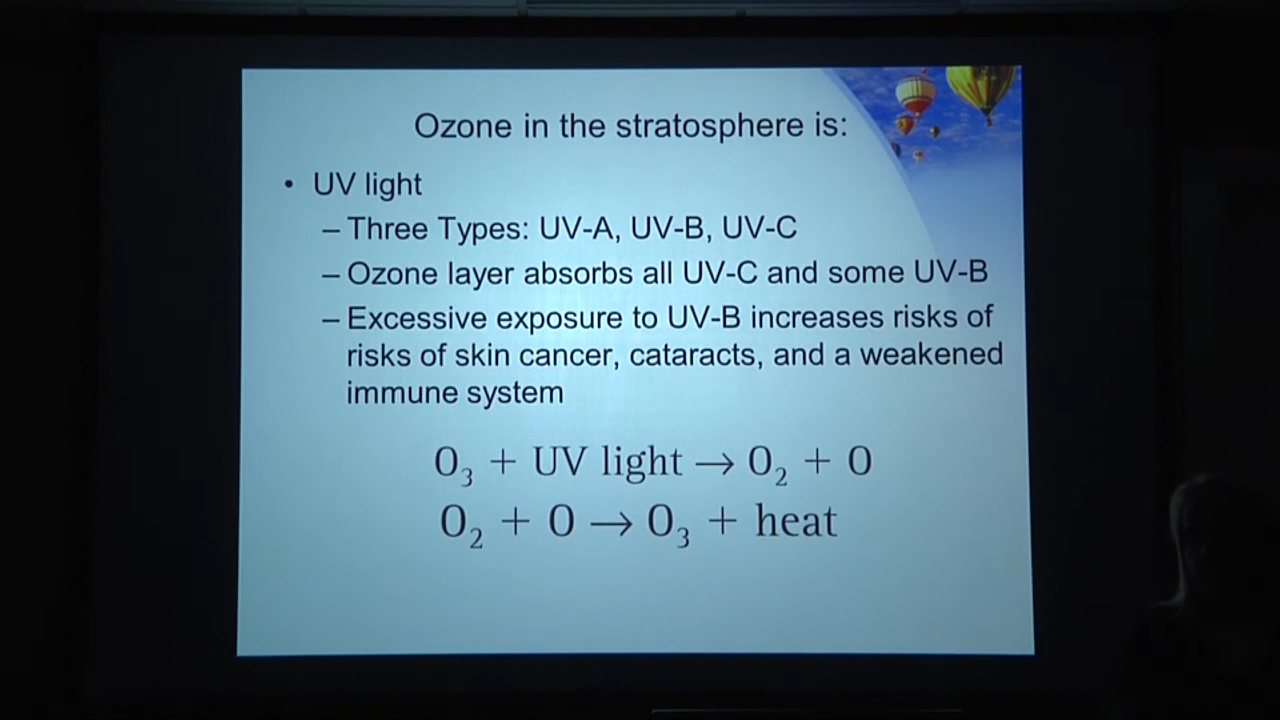 Ozone in the stratosphere is:
• UV light
– Three Types: UV-A, UV-B, UV-C
– Ozone layer absorbs all UV-C and some UV-B
– Excessive exposure to UV-B increases risks of
risks of skin cancer, cataracts, and a weakened
immune system
O₃ + UV light → O₂ + O
O₂ + O → O₃ + heat